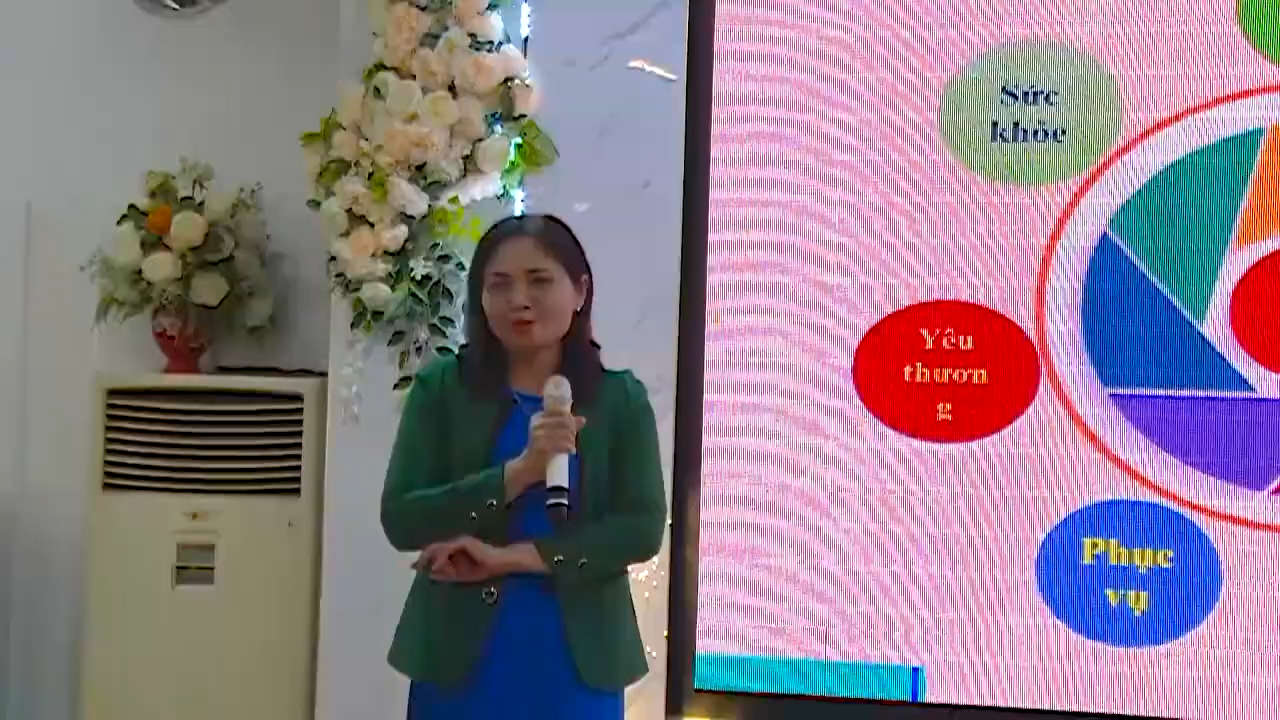 Sức
khỏe
Yêu
thươn
g
Phục
vụ